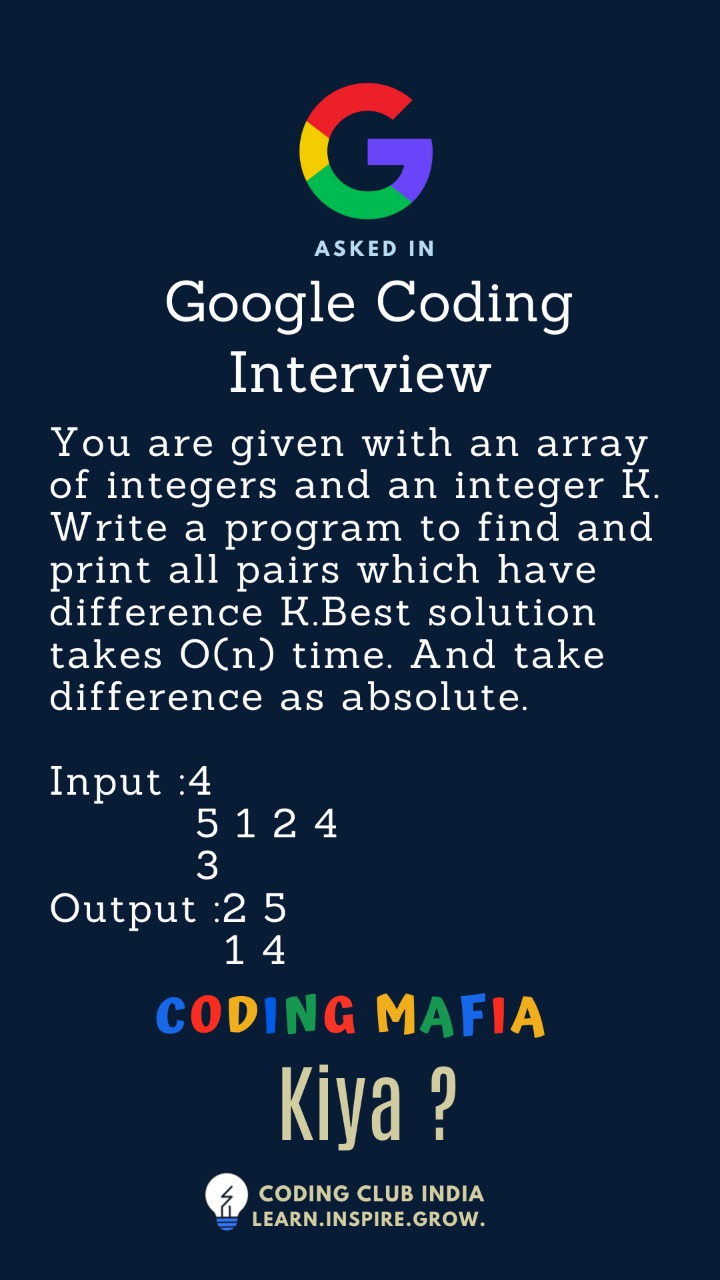 G
ASKED IN
Google Coding
Interview
You are given with an array
of integers and an integer K.
Write a program to find and
print all pairs which have
difference K.Best solution
takes O(n) time. And take
difference as absolute.
Input :4
5 1 2 4
3
Output :2 5
1 4
CODING MAFIA
Kiya ?
CODING CLUB INDIA
LEARN.INSPIRE.GROW.